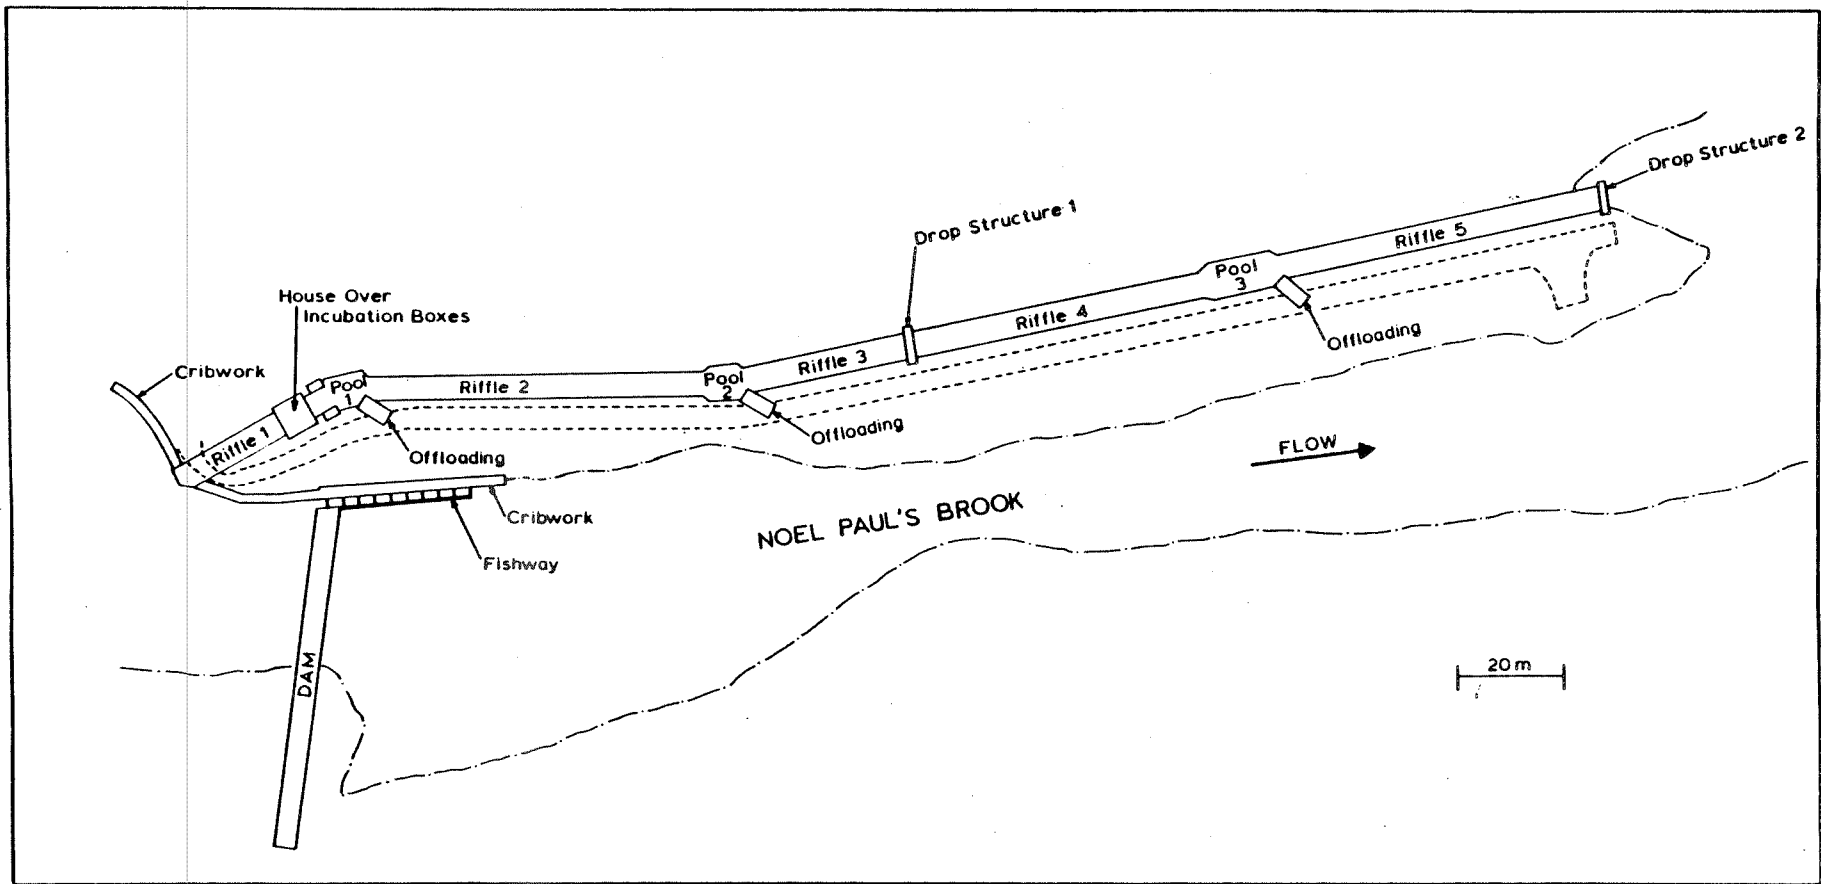 Drop Structure 2
Drop Structure 1
Riffle 5
Pool
3
House Over
Incubation Boxes
Riffle 4
Offloading
Cribwork
Riffle 3
Pool
1
Riffle 2
Pool
2
Riffle 1
Offloading
Offloading
FLOW
Cribwork
NOEL PAUL'S BROOK
Fishway
DAM
20 m